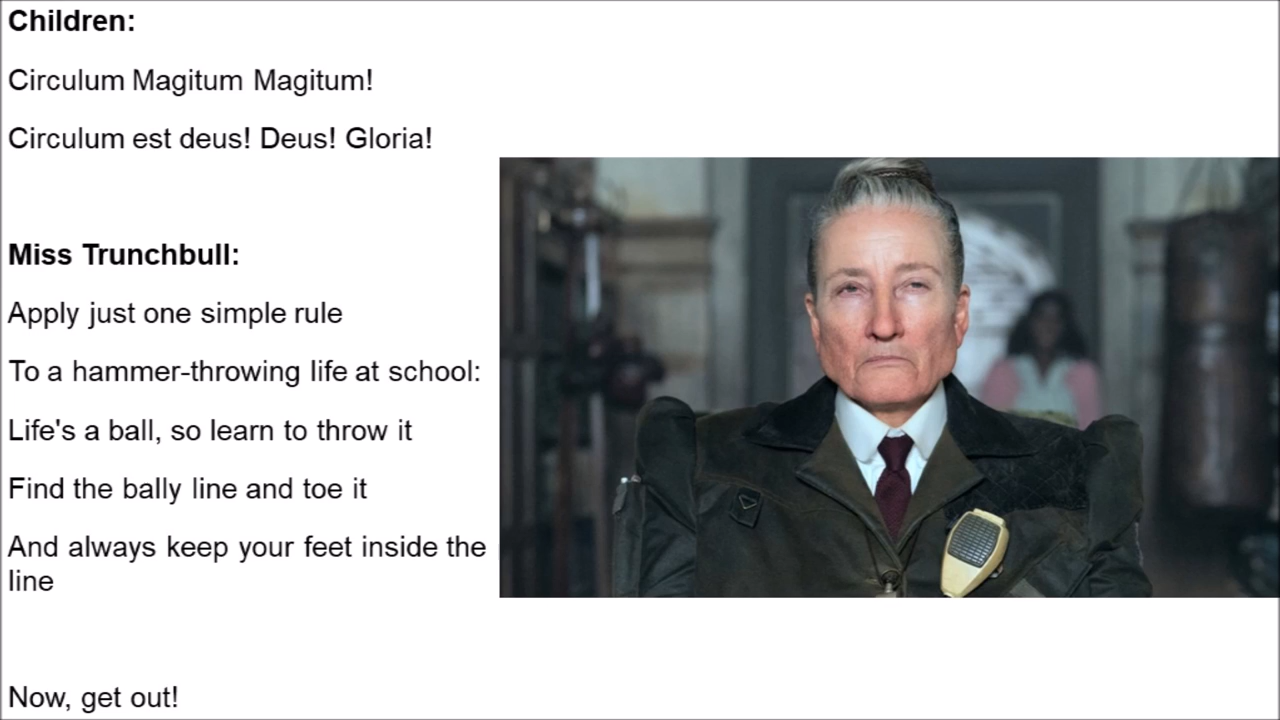 Children:
Circulum Magitum Magitum!
Circulum est deus! Deus! Gloria!
Miss Trunchbull:
Apply just one simple rule
To a hammer-throwing life at school:
Life's a ball, so learn to throw it
Find the bally line and toe it
And always keep your feet inside the
line
Now, get out!